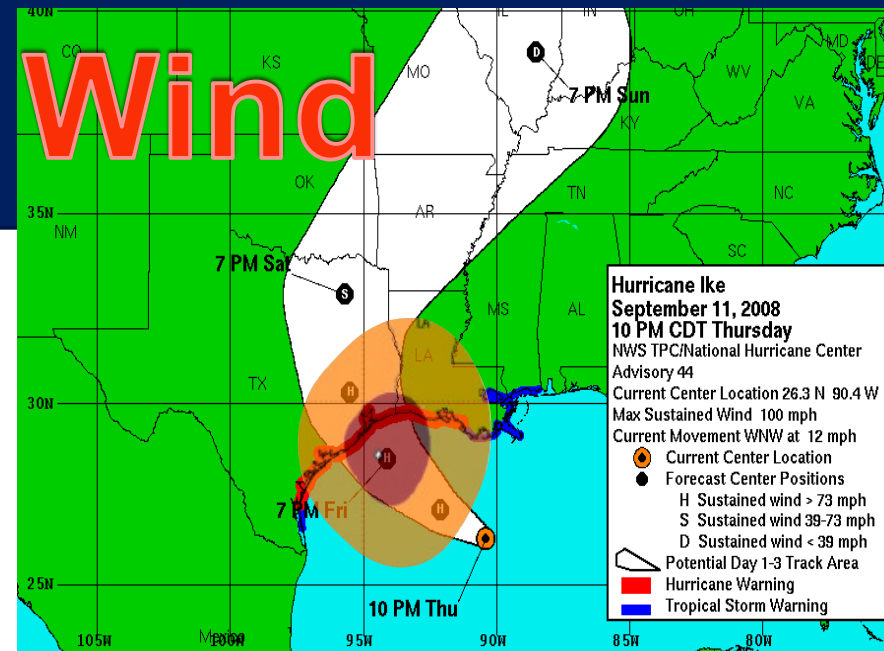 40N
IL
IN
OH
MD
DE
Wind
CO
KS
MO
WV
7 PM Sun
D
KY
VA
OK
TN
NC
35N
AR
NM
SC
7 PM Sat
S
MS
AL
LA
LA
TX
H
30N
H
7 PM Fri
H
25N
10 PM Thu
105W
100W
Mexico
95W
90W
85W
80W
Hurricane Ike
September 11, 2008
10 PM CDT Thursday
NWS TPC/National Hurricane Center
Advisory 44
Current Center Location 26.3 N 90.4 W
Max Sustained Wind 100 mph
Current Movement WNW at 12 mph
Current Center Location
Forecast Center Positions
H Sustained wind > 73 mph
S Sustained wind 39-73 mph
D Sustained wind < 39 mph
Potential Day 1-3 Track Area
Hurricane Warning
Tropical Storm Warning